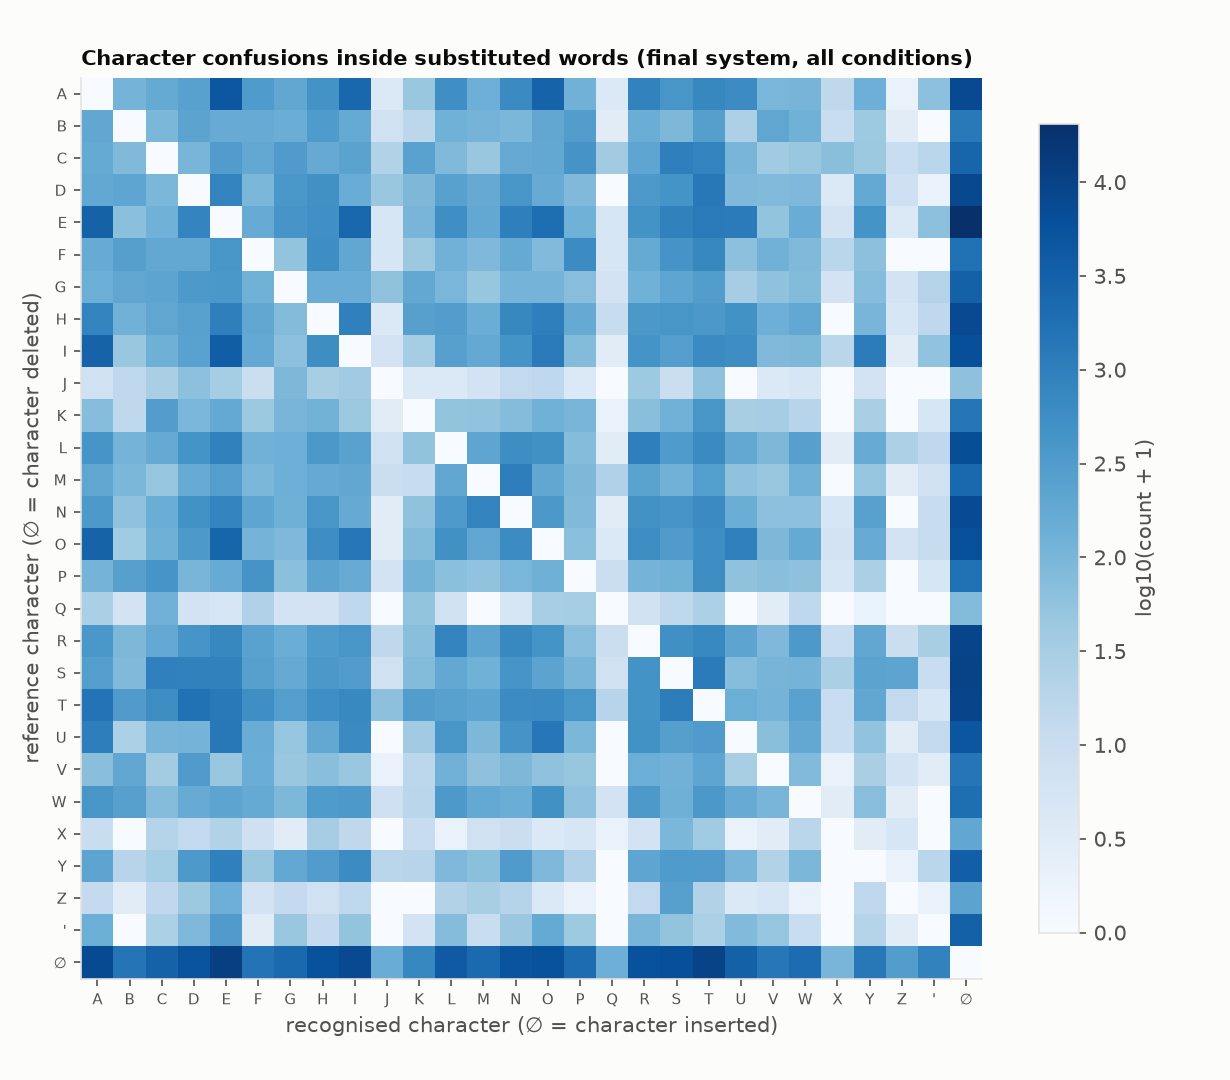 Character confusions inside substituted words (final system, all conditions)
reference character (∅ = character deleted)
A
B
C
D
E
F
G
H
I
J
K
L
M
N
O
P
Q
R
S
T
U
V
W
X
Y
Z
'
∅
A B C D E F G H I J K L M N O P Q R S T U V W X Y Z ' ∅
recognised character (∅ = character inserted)
4.0
3.5
3.0
2.5
2.0
1.5
1.0
0.5
0.0
log10(count + 1)